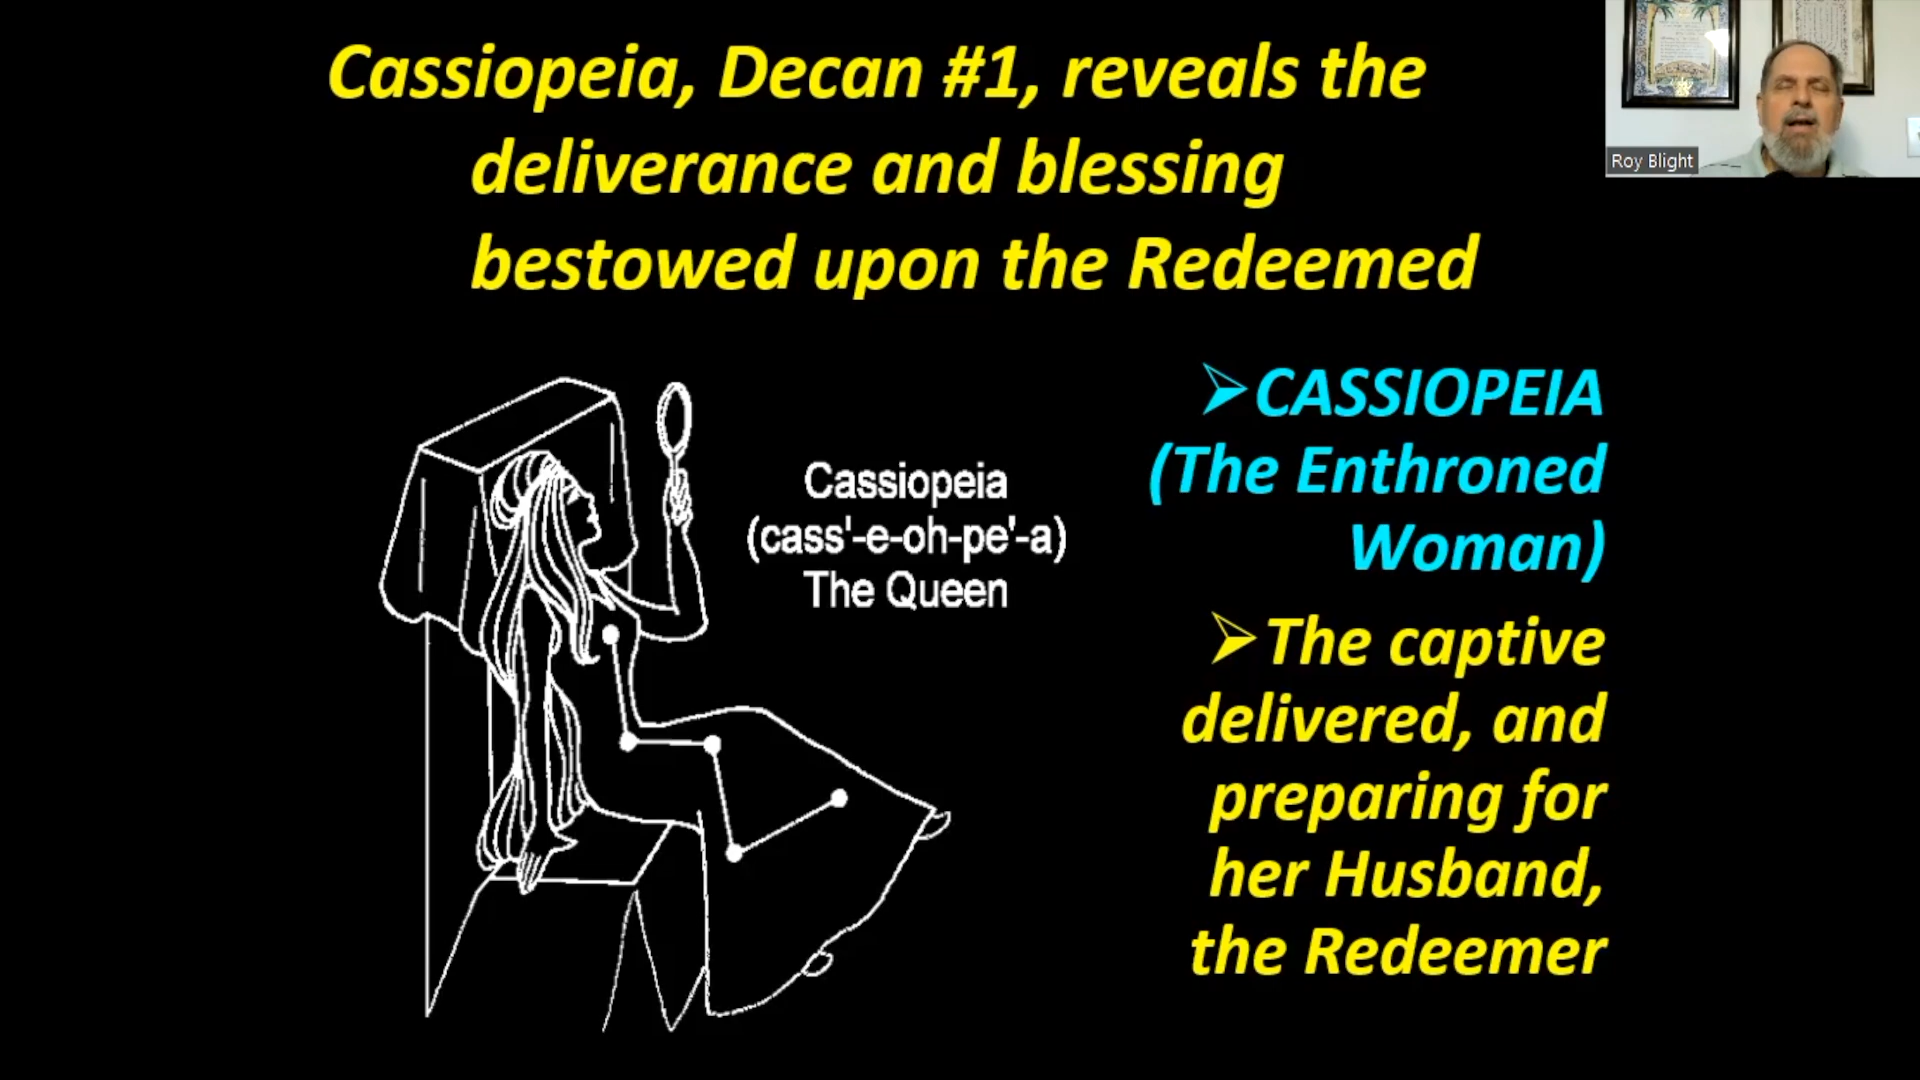 Cassiopeia, Decan #1, reveals the
deliverance and blessing
bestowed upon the Redeemed
Roy Blight
Cassiopeia
(cass'-e-oh-pe'-a)
The Queen
➢CASSIOPEIA
(The Enthroned
Woman)
➢The captive
delivered, and
preparing for
her Husband,
the Redeemer